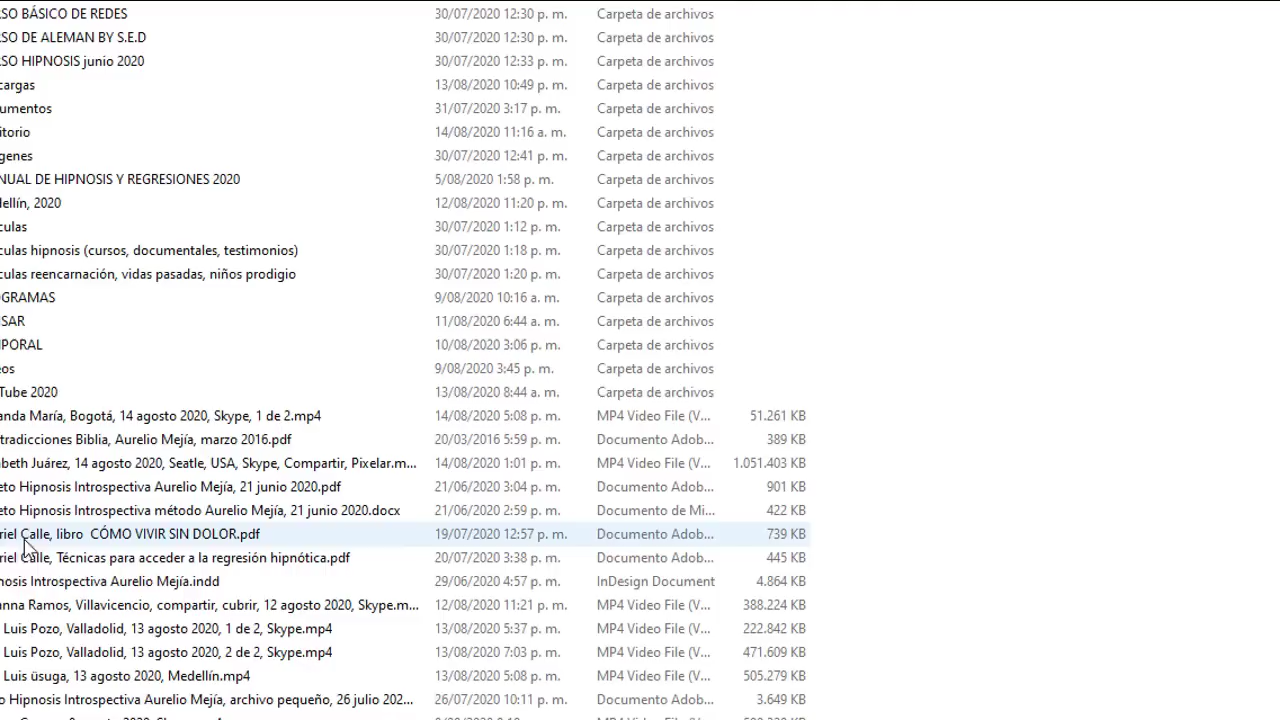 RSO BÁSICO DE REDES 30/07/2020 12:30 p. m. Carpeta de archivos
RSO DE ALEMAN BY S.E.D 30/07/2020 12:30 p. m. Carpeta de archivos
RSO HIPNOSIS junio 2020 30/07/2020 12:33 p. m. Carpeta de archivos
cargas 13/08/2020 10:49 p. m. Carpeta de archivos
umentos 31/07/2020 3:17 p. m. Carpeta de archivos
itorio 14/08/2020 11:16 a. m. Carpeta de archivos
genes 30/07/2020 12:41 p. m. Carpeta de archivos
NUAL DE HIPNOSIS Y REGRESIONES 2020 5/08/2020 1:58 p. m. Carpeta de archivos
ellín, 2020 12/08/2020 11:20 p. m. Carpeta de archivos
culas 30/07/2020 1:12 p. m. Carpeta de archivos
culas hipnosis (cursos, documentales, testimonios) 30/07/2020 1:18 p. m. Carpeta de archivos
culas reencarnación, vidas pasadas, niños prodigio 30/07/2020 1:20 p. m. Carpeta de archivos
OGRAMAS 9/08/2020 10:16 a. m. Carpeta de archivos
ISAR 11/08/2020 6:44 a. m. Carpeta de archivos
MPORAL 10/08/2020 3:06 p. m. Carpeta de archivos
eos 9/08/2020 3:45 p. m. Carpeta de archivos
Tube 2020 13/08/2020 8:44 a. m. Carpeta de archivos
anda María, Bogotá, 14 agosto 2020, Skype, 1 de 2.mp4 14/08/2020 5:08 p. m. MP4 Video File (V... 51.261 KB
tradicciones Biblia, Aurelio Mejía, marzo 2016.pdf 20/03/2016 5:59 p. m. Documento Adob... 389 KB
abeth Juárez, 14 agosto 2020, Seatle, USA, Skype, Compartir, Pixelar.m... 14/08/2020 1:01 p. m. MP4 Video File (V... 1.051.403 KB
eto Hipnosis Introspectiva Aurelio Mejía, 21 junio 2020.pdf 21/06/2020 3:04 p. m. Documento Adob... 901 KB
eto Hipnosis Introspectiva método Aurelio Mejía, 21 junio 2020.docx 21/06/2020 2:59 p. m. Documento de Mi... 422 KB
riel Calle, libro  CÓMO VIVIR SIN DOLOR.pdf 19/07/2020 12:57 p. m. Documento Adob... 739 KB
riel Calle, Técnicas para acceder a la regresión hipnótica.pdf 20/07/2020 3:38 p. m. Documento Adob... 445 KB
nosis Introspectiva Aurelio Mejía.indd 29/06/2020 4:57 p. m. InDesign Document 4.864 KB
anna Ramos, Villavicencio, compartir, cubrir, 12 agosto 2020, Skype.m... 12/08/2020 11:21 p. m. MP4 Video File (V... 388.224 KB
Luis Pozo, Valladolid, 13 agosto 2020, 1 de 2, Skype.mp4 13/08/2020 5:37 p. m. MP4 Video File (V... 222.842 KB
Luis Pozo, Valladolid, 13 agosto 2020, 2 de 2, Skype.mp4 13/08/2020 7:03 p. m. MP4 Video File (V... 471.609 KB
Luis üsuga, 13 agosto 2020, Medellín.mp4 13/08/2020 5:08 p. m. MP4 Video File (V... 505.279 KB
o Hipnosis Introspectiva Aurelio Mejía, archivo pequeño, 26 julio 202... 26/07/2020 10:11 p. m. Documento Adob... 3.649 KB